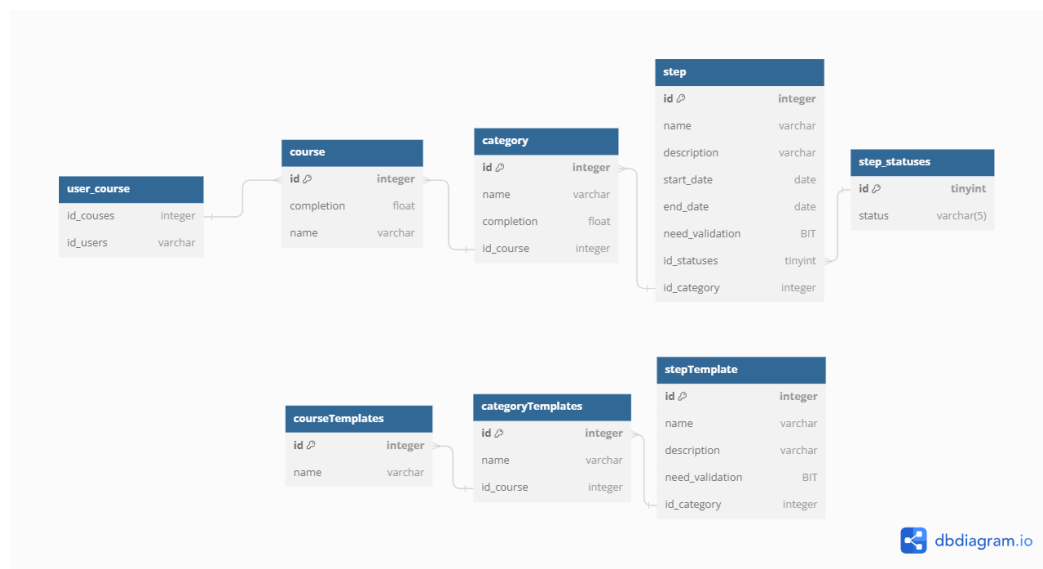 step
id integer
name varchar
description varchar
start_date date
end_date date
need_validation BIT
id_statuses tinyint
id_category integer
category
id integer
name varchar
completion float
id_course integer
course
id integer
completion float
name varchar
step_statuses
id tinyint
status varchar(5)
user_course
id_couses integer
id_users varchar
stepTemplate
id integer
name varchar
description varchar
need_validation BIT
id_category integer
categoryTemplates
id integer
name varchar
id_course integer
courseTemplates
id integer
name varchar
dbdiagram.io